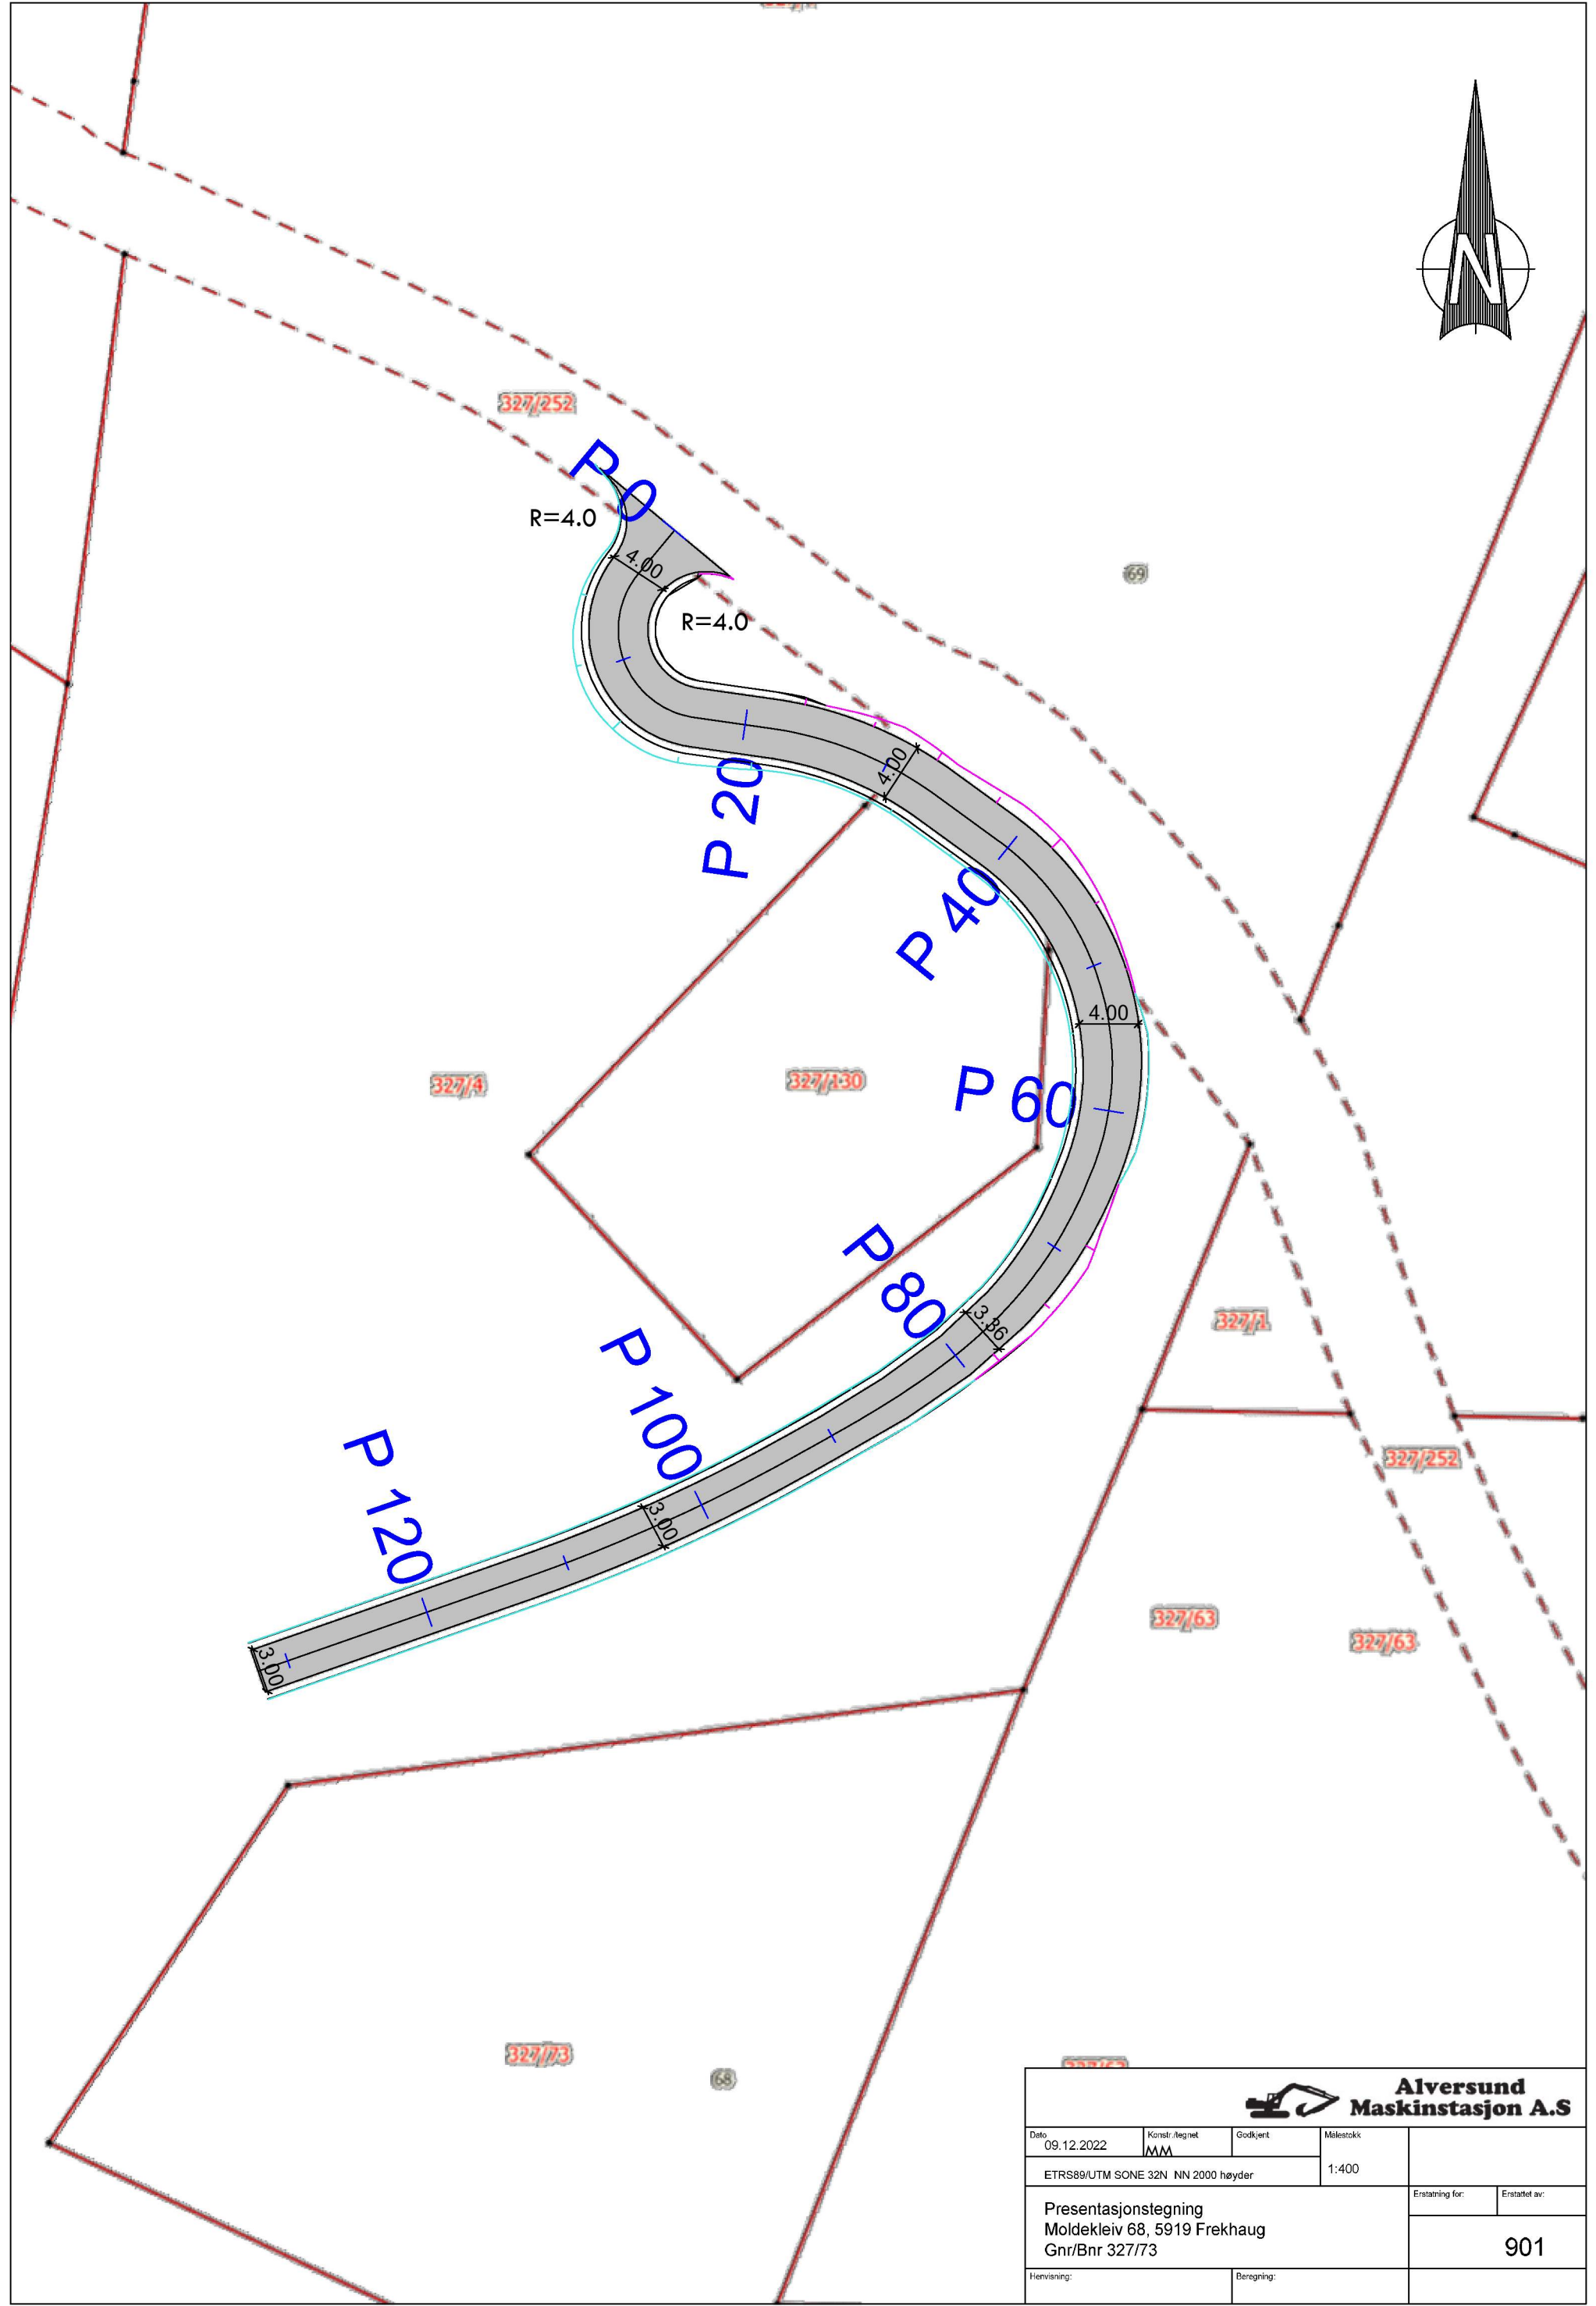 N
327/252
P 0
R=4.0
4.00
R=4.0
69
4.00
P 20
P 40
4.00
327/4
327/130
P 60
P 80
3.36
327/1
P 100
327/252
P 120
3.00
327/63
327/63
3.00
327/73
68
Alversund
Maskinstasjon A.S
Dato
09.12.2022
Konstr./tegnet
MM
Godkjent
Målestokk
1:400
ETRS89/UTM SONE 32N NN 2000 høyder
Erstatning for:
Erstattet av:
Presentasjonstegning
Moldekleiv 68, 5919 Frekhaug
Gnr/Bnr 327/73
901
Henvisning:
Beregning: